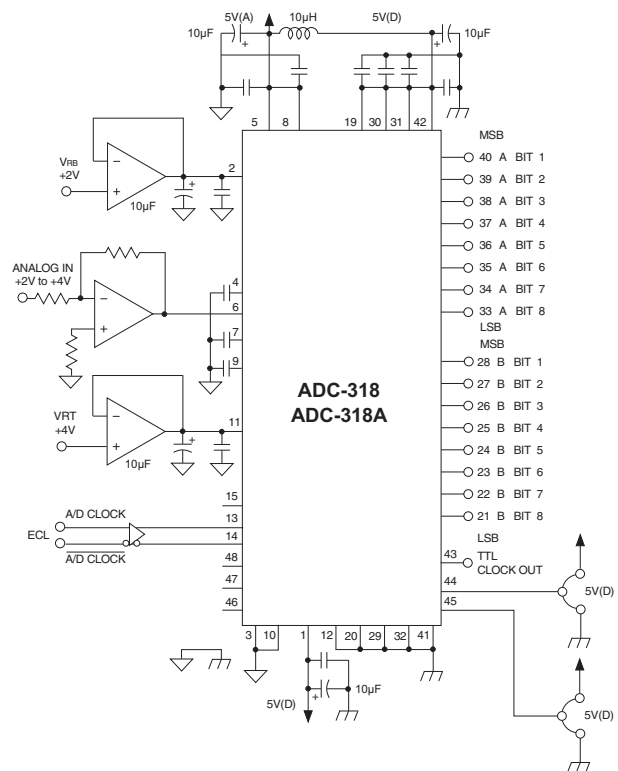 5V(A)
10µH
5V(D)
10µF
+
+
10µF
5
8
19
30
31
42
MSB
40 A BIT 1
39 A BIT 2
38 A BIT 3
37 A BIT 4
36 A BIT 5
35 A BIT 6
34 A BIT 7
33 A BIT 8
LSB
MSB
28 B BIT 1
27 B BIT 2
26 B BIT 3
25 B BIT 4
24 B BIT 5
23 B BIT 6
22 B BIT 7
21 B BIT 8
LSB
43 TTL
CLOCK OUT
44
45
5V(D)
5V(D)
VRB
+2V
−
+
+
10µF
2
ANALOG IN
+2V to +4V
−
+
4
6
7
9
VRT
+4V
−
+
+
10µF
11
ADC-318
ADC-318A
15
A/D CLOCK
13
ECL
14
A/D CLOCK
48
47
46
3
10
1
12
20
29
32
41
+
10µF
5V(D)